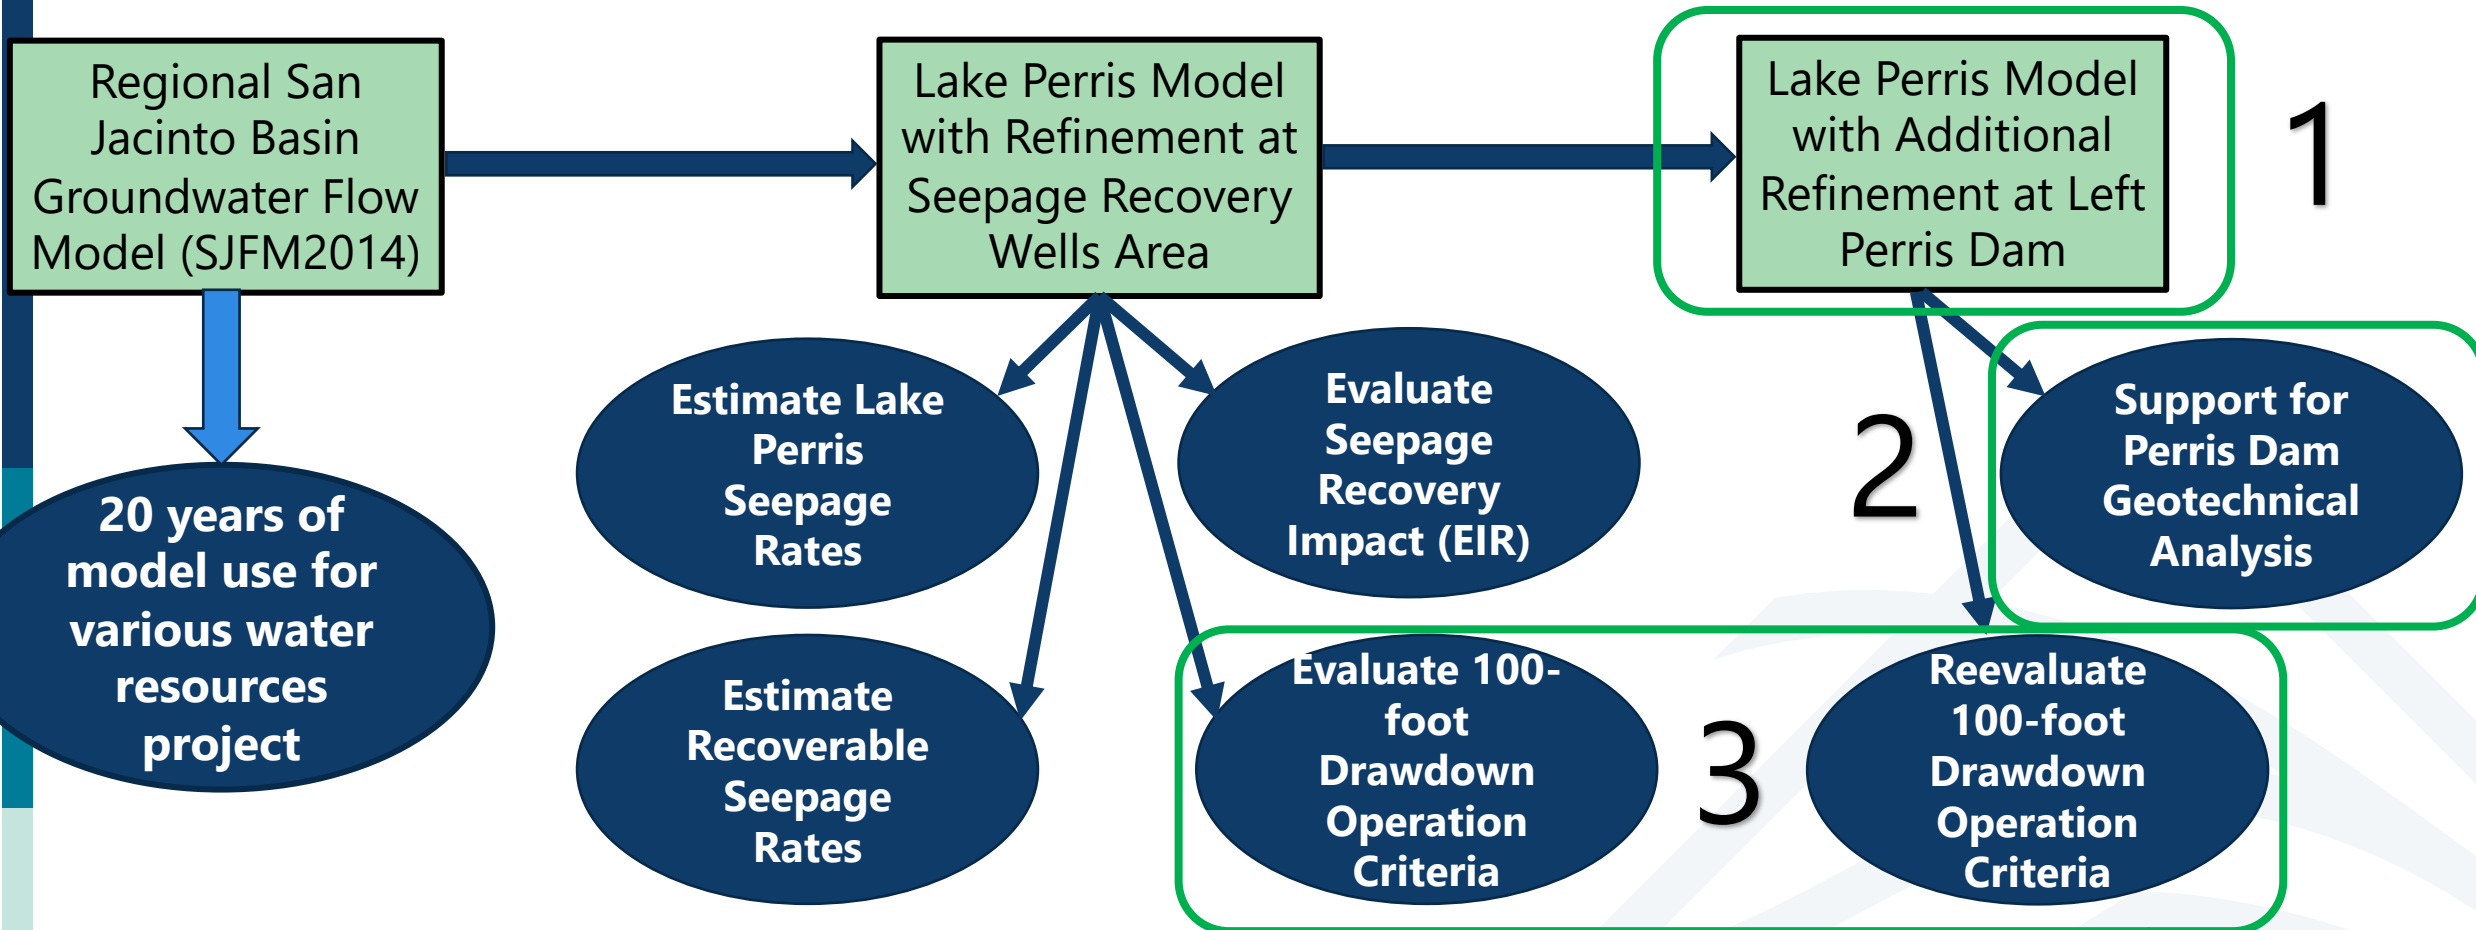 Regional San
Jacinto Basin
Groundwater Flow
Model (SJFM2014)
Lake Perris Model
with Refinement at
Seepage Recovery
Wells Area
Lake Perris Model
with Additional
Refinement at Left
Perris Dam
1
20 years of
model use for
various water
resources
project
Estimate Lake
Perris
Seepage
Rates
Evaluate
Seepage
Recovery
Impact (EIR)
2
Support for
Perris Dam
Geotechnical
Analysis
Estimate
Recoverable
Seepage
Rates
Evaluate 100-
foot
Drawdown
Operation
Criteria
3
Reevaluate
100-foot
Drawdown
Operation
Criteria